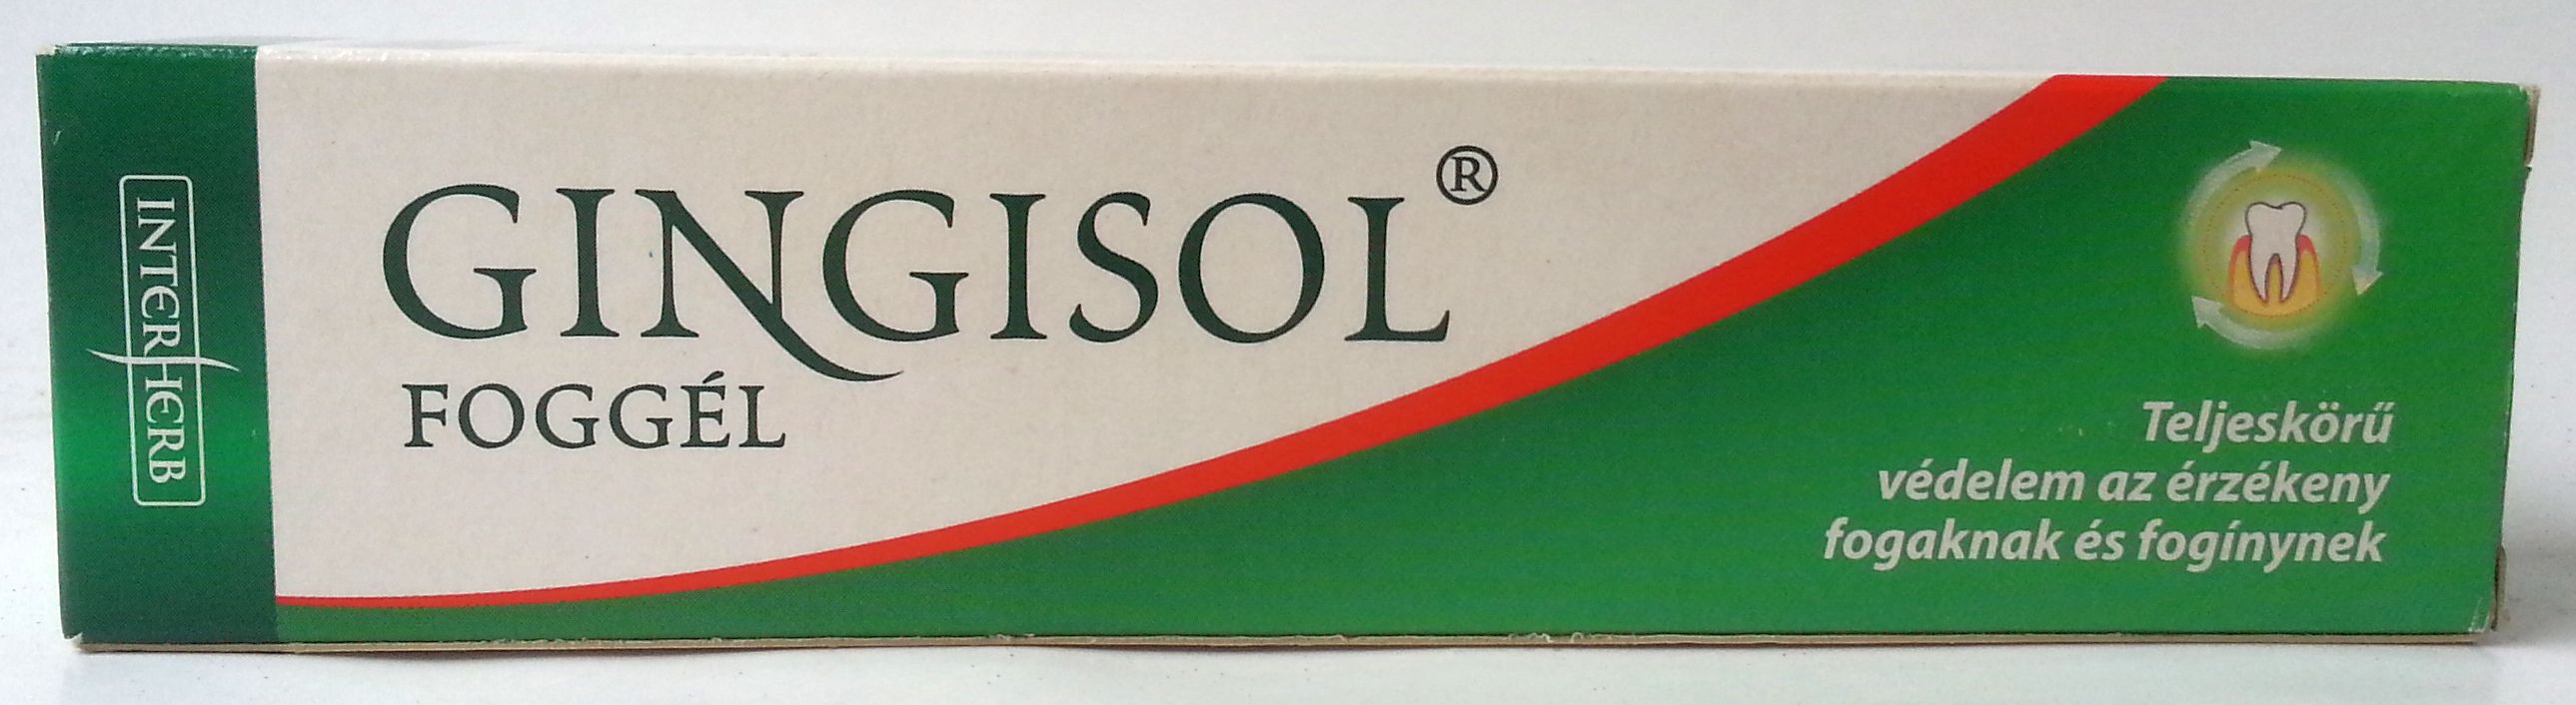 INTERHERB
GINGISOL®
FOGGÉL
Teljeskörű
védelem az érzékeny
fogaknak és fogínynek